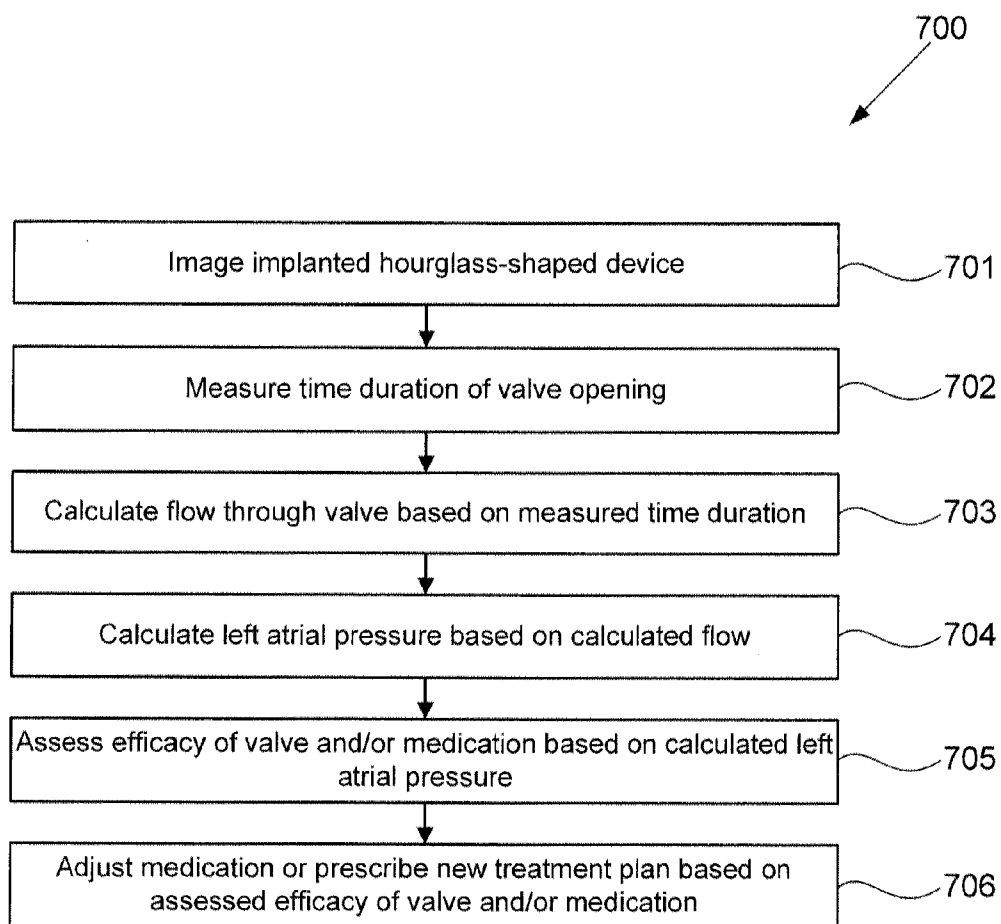 700
Image implanted hourglass-shaped device
701
Measure time duration of valve opening
702
Calculate flow through valve based on measured time duration
703
Calculate left atrial pressure based on calculated flow
704
Assess efficacy of valve and/or medication based on calculated left
atrial pressure
705
Adjust medication or prescribe new treatment plan based on
assessed efficacy of valve and/or medication
706